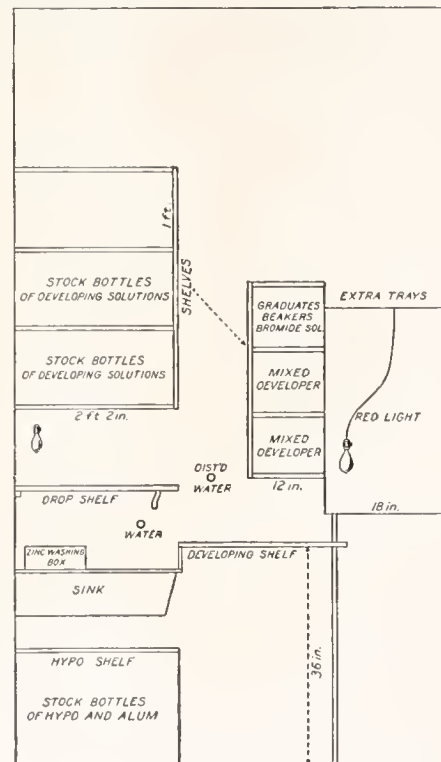 1 ft.
SHELVES
STOCK BOTTLES
OF DEVELOPING SOLUTIONS
STOCK BOTTLES
OF DEVELOPING SOLUTIONS
2 ft 2 in.
GRADUATES
BEAKERS
BROMIDE SOL.
MIXED
DEVELOPER
MIXED
DEVELOPER
12 in.
EXTRA TRAYS
RED LIGHT
18 in.
DIST'D
WATER
DROP SHELF
WATER
ZINC WASHING
BOX
DEVELOPING SHELF
SINK
36 in.
HYPO SHELF
STOCK BOTTLES
OF HYPO AND ALUM